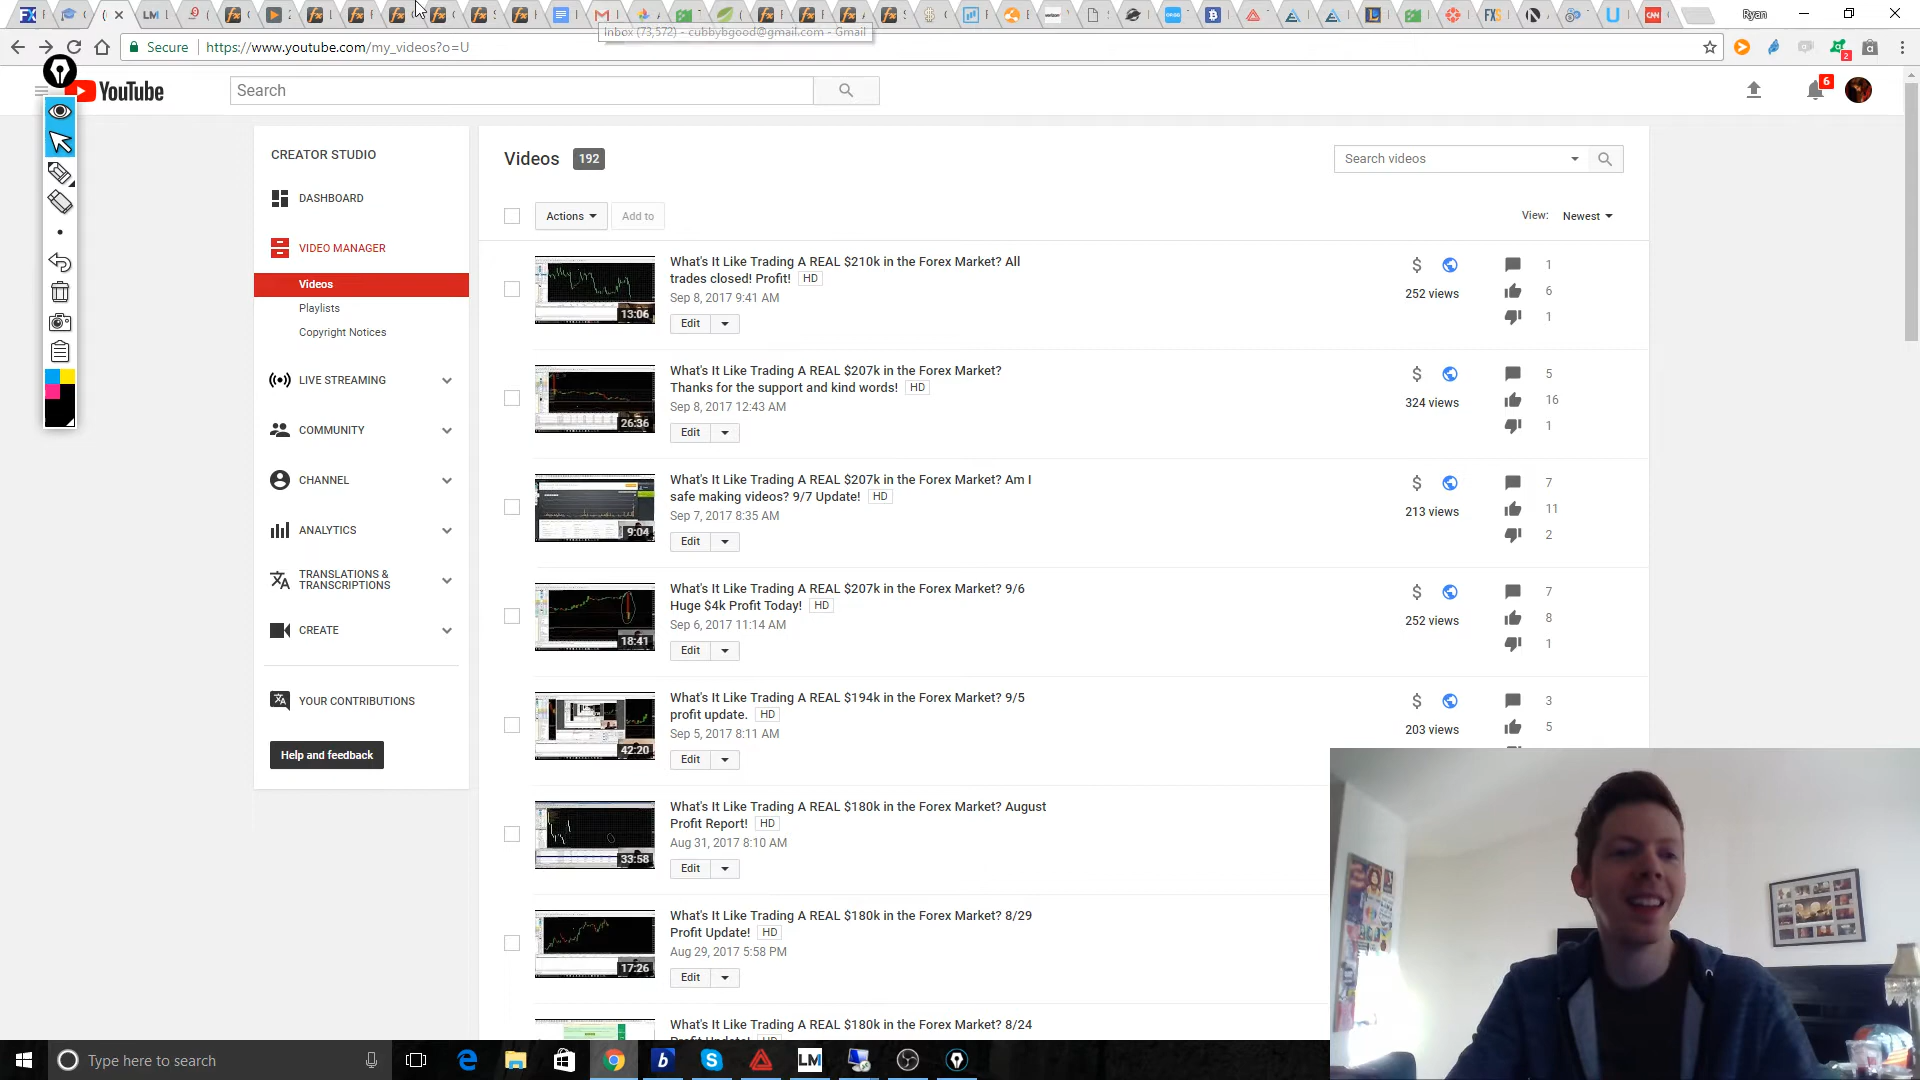 Ryan
Secure
https://www.youtube.com/my_videos?o=U
Inbox (73,572) - cubbybgood@gmail.com - Gmail
2
YouTube
Search
6
CREATOR STUDIO
DASHBOARD
VIDEO MANAGER
Videos
Playlists
Copyright Notices
LIVE STREAMING
COMMUNITY
CHANNEL
ANALYTICS
TRANSLATIONS &
TRANSCRIPTIONS
CREATE
YOUR CONTRIBUTIONS
Help and feedback
Videos 192
Search videos
Actions
Add to
View: Newest
What's It Like Trading A REAL $210k in the Forex Market? All
trades closed! Profit! HD
Sep 8, 2017 9:41 AM
Edit
13:06
252 views
1
6
1
What's It Like Trading A REAL $207k in the Forex Market?
Thanks for the support and kind words! HD
Sep 8, 2017 12:43 AM
Edit
26:36
324 views
5
16
1
What's It Like Trading A REAL $207k in the Forex Market? Am I
safe making videos? 9/7 Update! HD
Sep 7, 2017 8:35 AM
Edit
9:04
213 views
7
11
2
What's It Like Trading A REAL $207k in the Forex Market? 9/6
Huge $4k Profit Today! HD
Sep 6, 2017 11:14 AM
Edit
18:41
252 views
7
8
1
What's It Like Trading A REAL $194k in the Forex Market? 9/5
profit update. HD
Sep 5, 2017 8:11 AM
Edit
42:20
203 views
3
5
What's It Like Trading A REAL $180k in the Forex Market? August
Profit Report! HD
Aug 31, 2017 8:10 AM
Edit
33:58
What's It Like Trading A REAL $180k in the Forex Market? 8/29
Profit Update! HD
Aug 29, 2017 5:58 PM
Edit
17:26
What's It Like Trading A REAL $180k in the Forex Market? 8/24
Profit Update! HD
Type here to search
LM